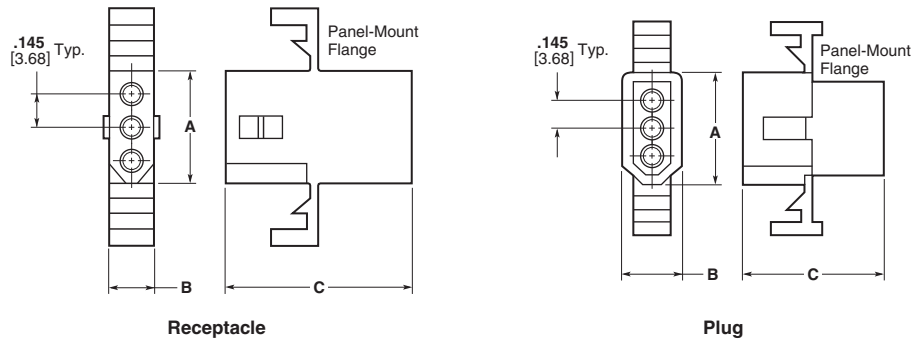 .145
[3.68] Typ.
Panel-Mount
Flange
A
B
C
Receptacle
.145
[3.68] Typ.
Panel-Mount
Flange
A
B
C
Plug